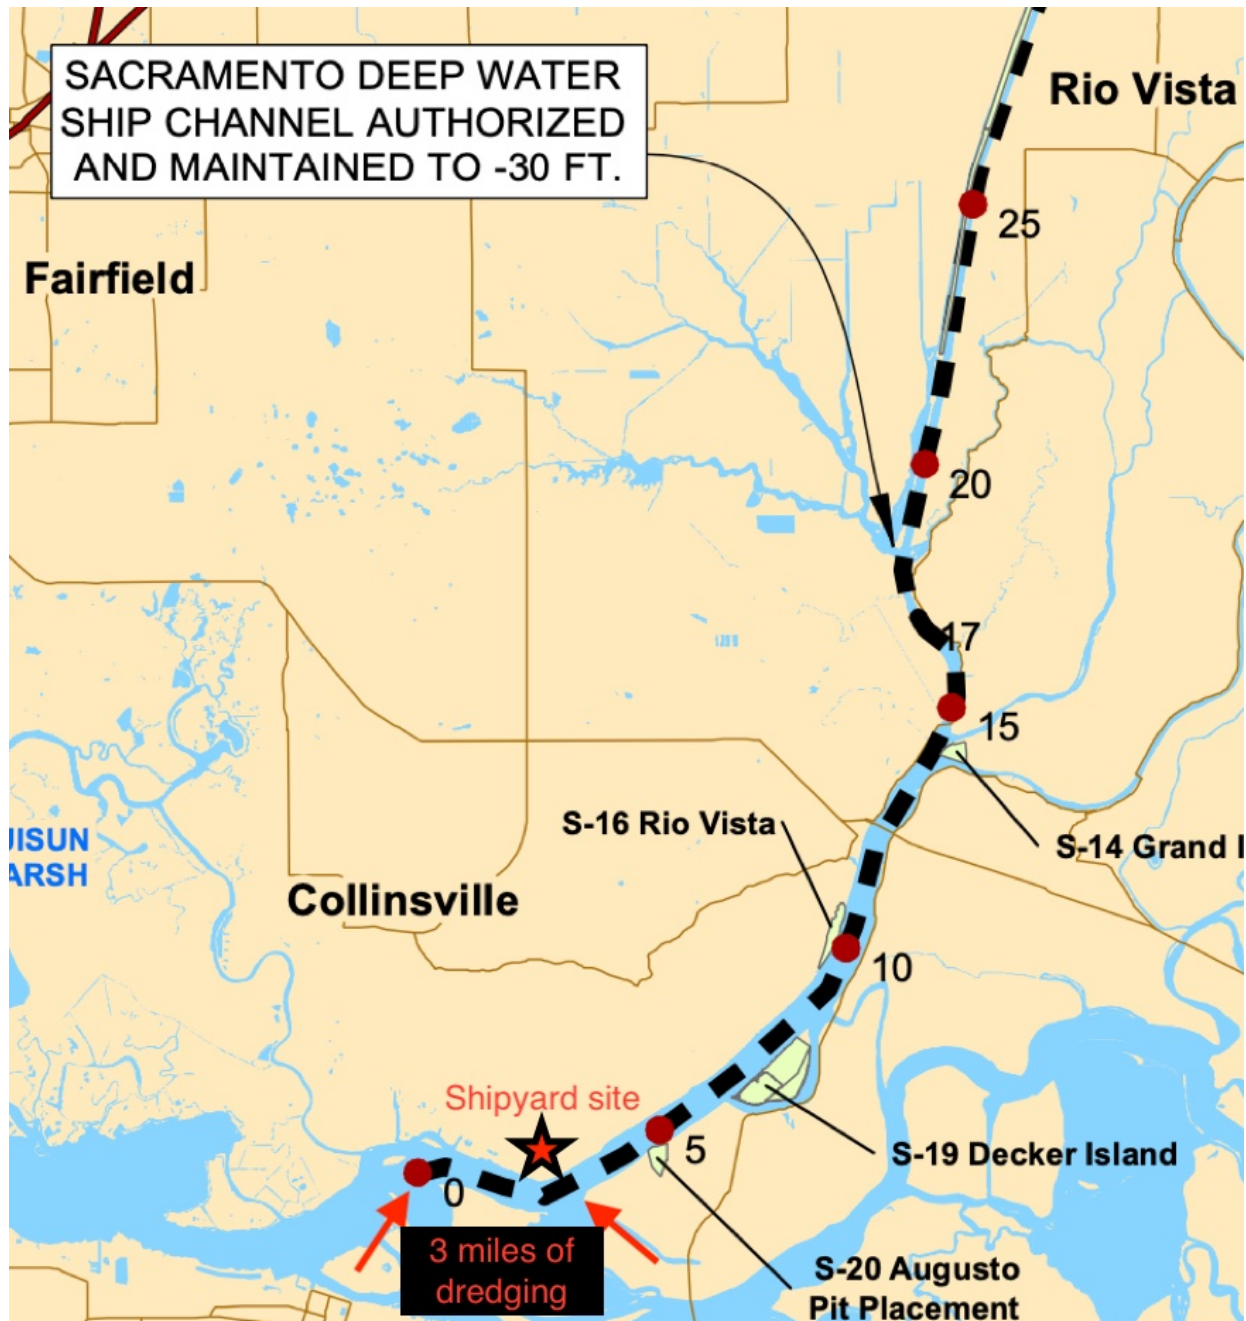 SACRAMENTO DEEP WATER
SHIP CHANNEL AUTHORIZED
AND MAINTAINED TO -30 FT.
Rio Vista
25
Fairfield
20
17
15
S-16 Rio Vista
S-14 Grand I
UISUN
ARSH
Collinsville
10
Shipyard site
5
S-19 Decker Island
0
3 miles of
dredging
S-20 Augusto
Pit Placement